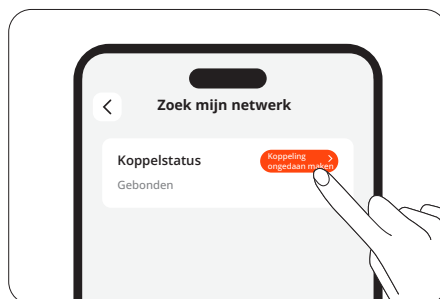 Zoek mijn netwerk
Koppelstatus
Koppeling
ongedaan maken
Gebonden